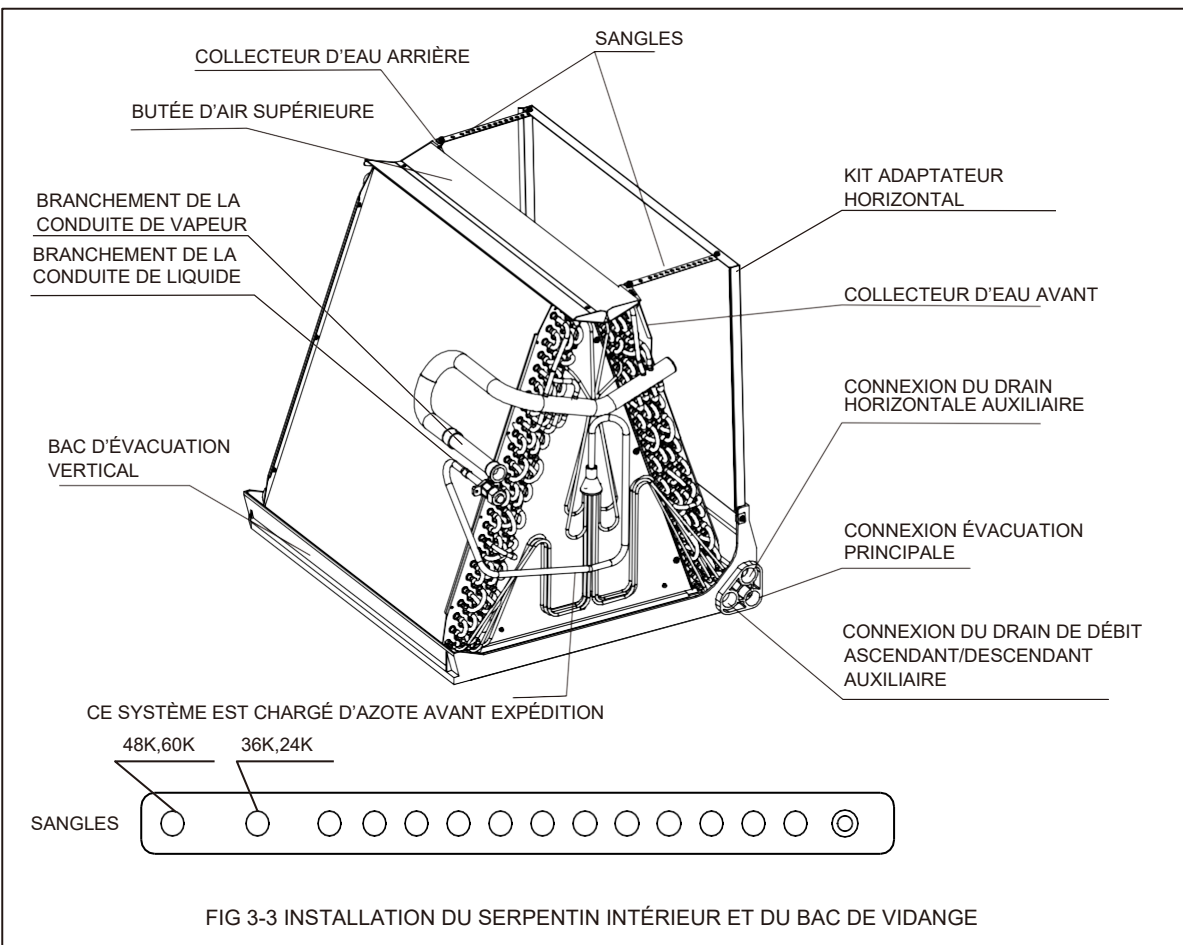 SANGLES
COLLECTEUR D'EAU ARRIÈRE
BUTÉE D'AIR SUPÉRIEURE
KIT ADAPTATEUR
HORIZONTAL
BRANCHEMENT DE LA
CONDUITE DE VAPEUR
BRANCHEMENT DE LA
CONDUITE DE LIQUIDE
COLLECTEUR D'EAU AVANT
CONNEXION DU DRAIN
HORIZONTALE AUXILIAIRE
BAC D'ÉVACUATION
VERTICAL
CONNEXION ÉVACUATION
PRINCIPALE
CONNEXION DU DRAIN DE DÉBIT
ASCENDANT/DESCENDANT
AUXILIAIRE
CE SYSTÈME EST CHARGÉ D'AZOTE AVANT EXPÉDITION
48K,60K
36K,24K
SANGLES
FIG 3-3 INSTALLATION DU SERPENTIN INTÉRIEUR ET DU BAC DE VIDANGE